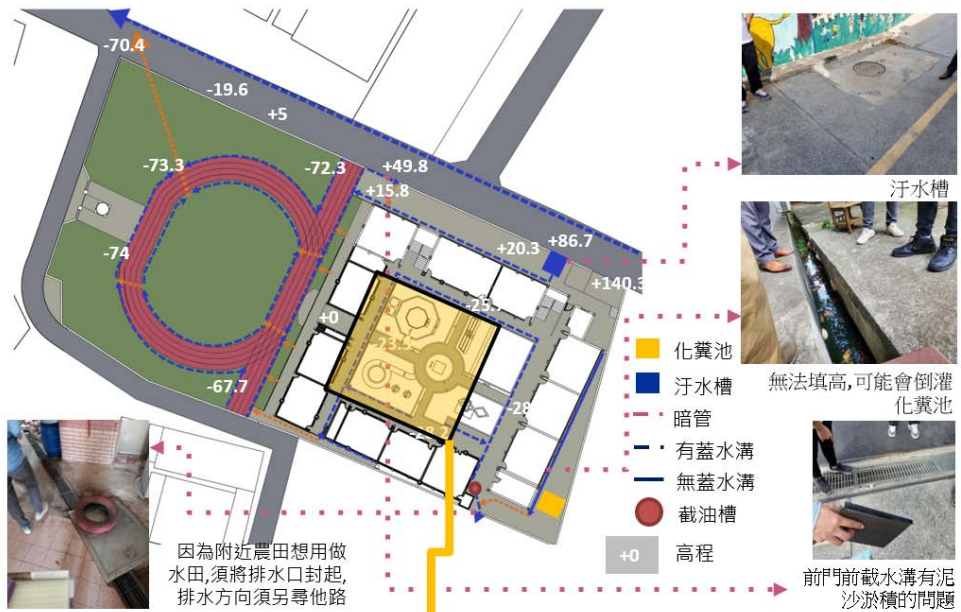 -70.4
-19.6
+5
-73.3
-72.3
+49.8
+15.8
-74
+20.3
+86.7
+140.3
+0
-67.7
汙水槽
無法填高,可能會倒灌
化糞池
化糞池
汙水槽
暗管
有蓋水溝
無蓋水溝
截油槽
+0
高程
因為附近農田想用做
水田,須將排水口封起,
排水方向須另尋他路
前門前截水溝有泥
沙淤積的問題